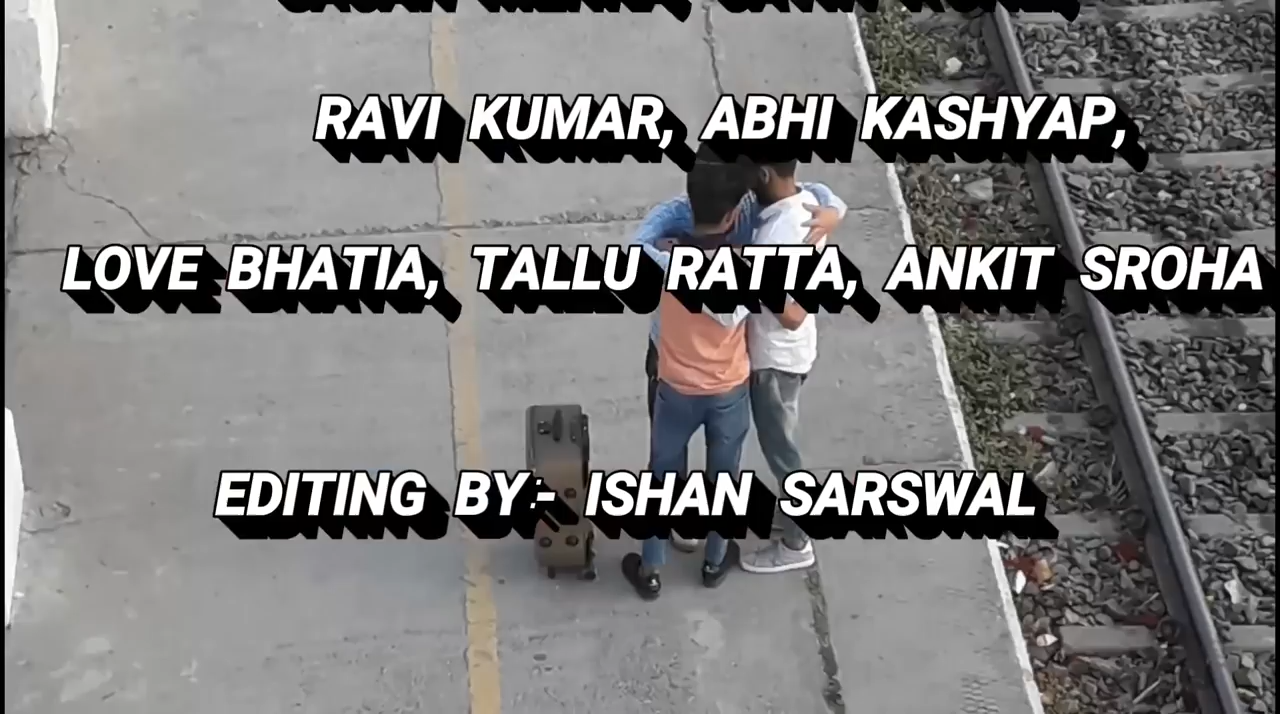 RAVI KUMAR, ABHI KASHYAP,
LOVE BHATIA, TALLU RATTA, ANKIT SROHA
EDITING BY:- ISHAN SARSWAL